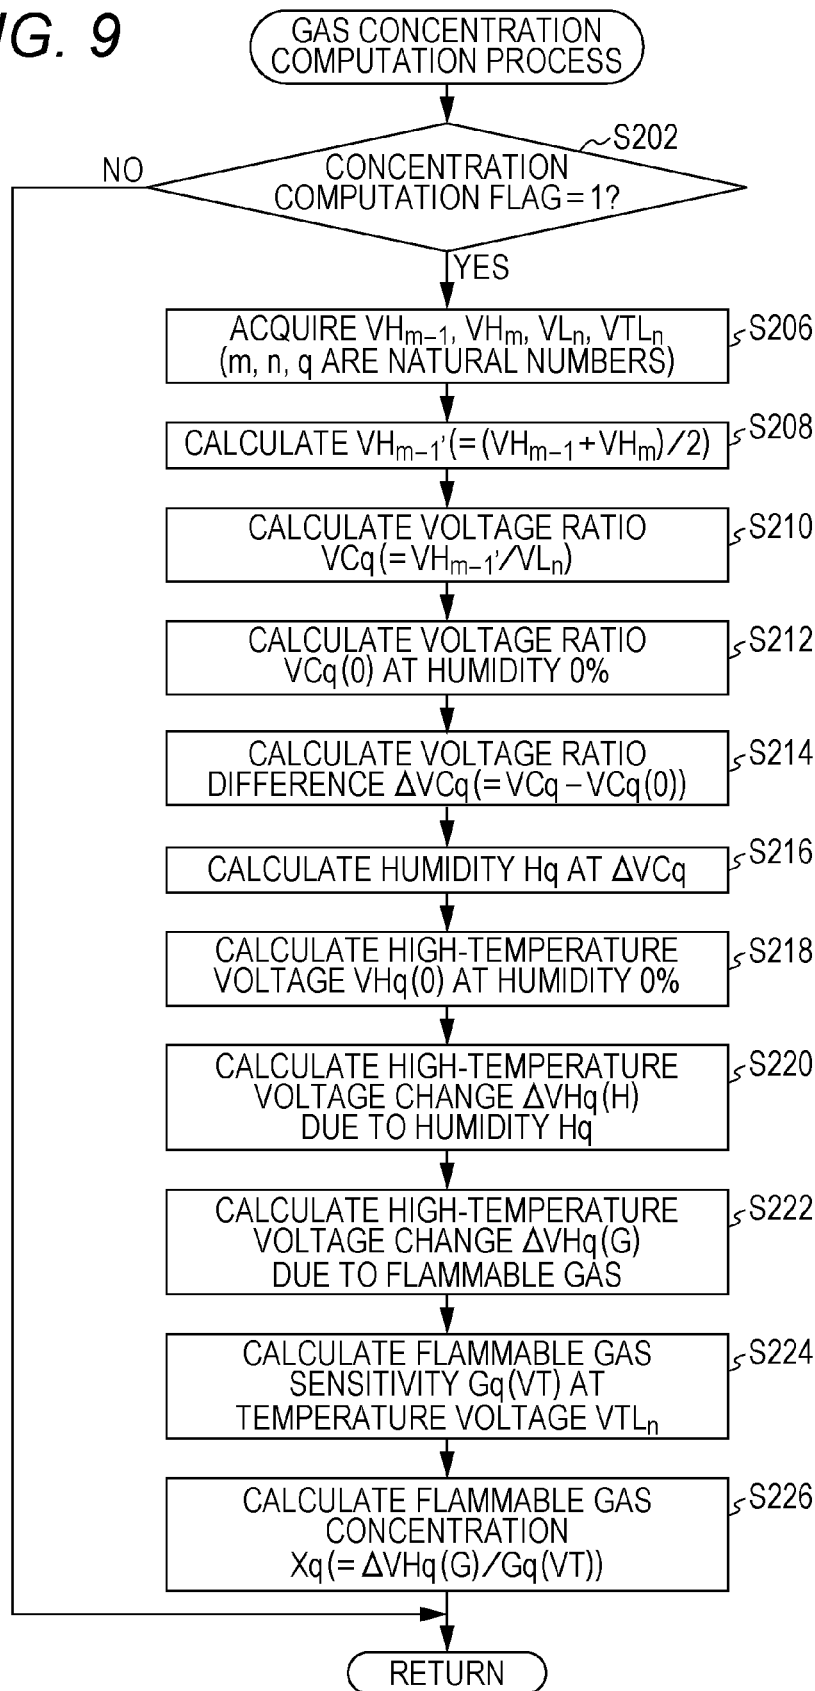 IG. 9
GAS CONCENTRATION
COMPUTATION PROCESS
S202
NO
CONCENTRATION
COMPUTATION FLAG = 1?
YES
ACQUIRE VHm–1, VHm, VLn, VTLn
(m, n, q ARE NATURAL NUMBERS)
S206
CALCULATE VHm–1'(= (VHm–1 + VHm)/2)
S208
CALCULATE VOLTAGE RATIO
VCq (= VHm–1'/VLn)
S210
CALCULATE VOLTAGE RATIO
VCq(0) AT HUMIDITY 0%
S212
CALCULATE VOLTAGE RATIO
DIFFERENCE ΔVCq (= VCq – VCq(0))
S214
CALCULATE HUMIDITY Hq AT ΔVCq
S216
CALCULATE HIGH-TEMPERATURE
VOLTAGE VHq(0) AT HUMIDITY 0%
S218
CALCULATE HIGH-TEMPERATURE
VOLTAGE CHANGE ΔVHq(H)
DUE TO HUMIDITY Hq
S220
CALCULATE HIGH-TEMPERATURE
VOLTAGE CHANGE ΔVHq(G)
DUE TO FLAMMABLE GAS
S222
CALCULATE FLAMMABLE GAS
SENSITIVITY Gq(VT) AT
TEMPERATURE VOLTAGE VTLn
S224
CALCULATE FLAMMABLE GAS
CONCENTRATION
Xq (= ΔVHq(G)/Gq(VT))
S226
RETURN